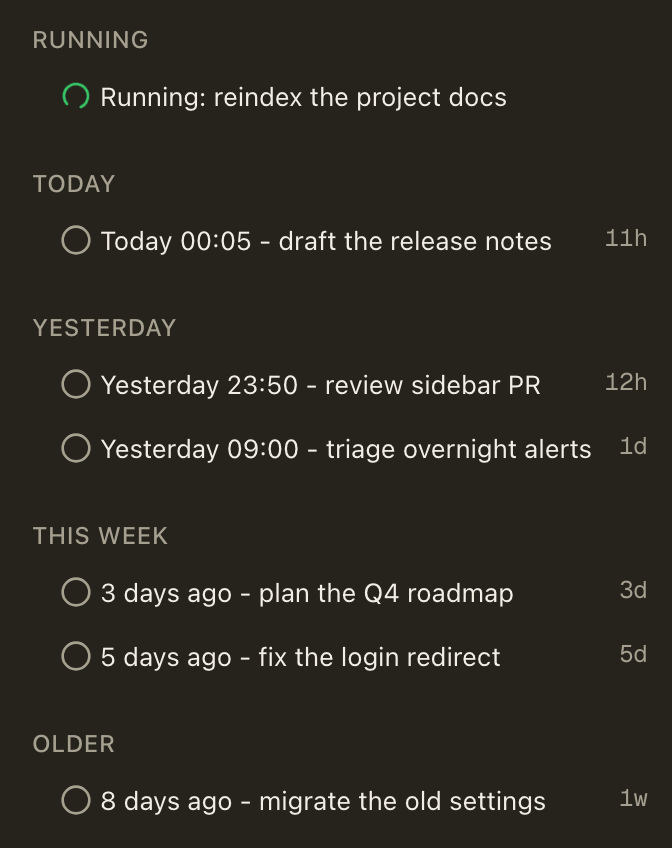 RUNNING
Running: reindex the project docs
TODAY
Today 00:05 - draft the release notes 11h
YESTERDAY
Yesterday 23:50 - review sidebar PR 12h
Yesterday 09:00 - triage overnight alerts 1d
THIS WEEK
3 days ago - plan the Q4 roadmap 3d
5 days ago - fix the login redirect 5d
OLDER
8 days ago - migrate the old settings 1w